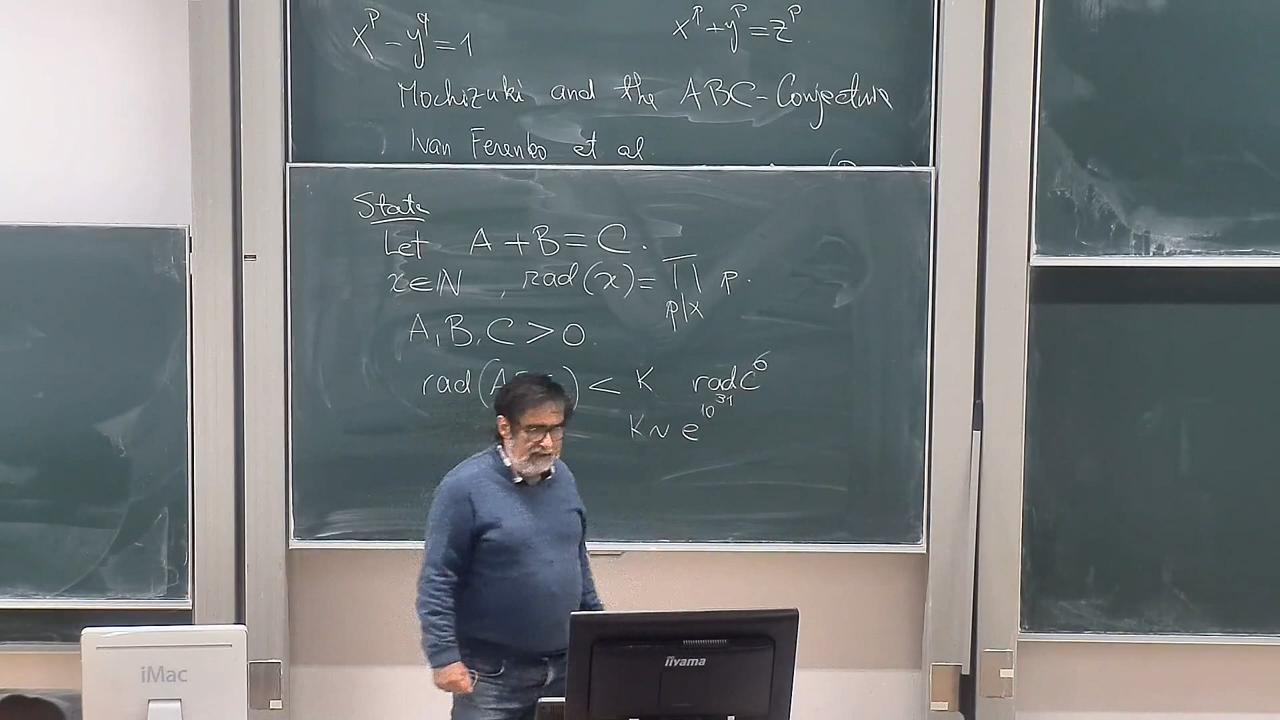 x^p - y^q = 1
x^p + y^p = z^p
Mochizuki and the ABC-Conjecture
Ivan Fesenko et al
State
Let A + B = C.
x ∈ N, rad(x) = ∏ p.
p|x
A, B, C > 0.
rad(A ) < K rad C^6
K ~ e^10^31
iMac
iiyama